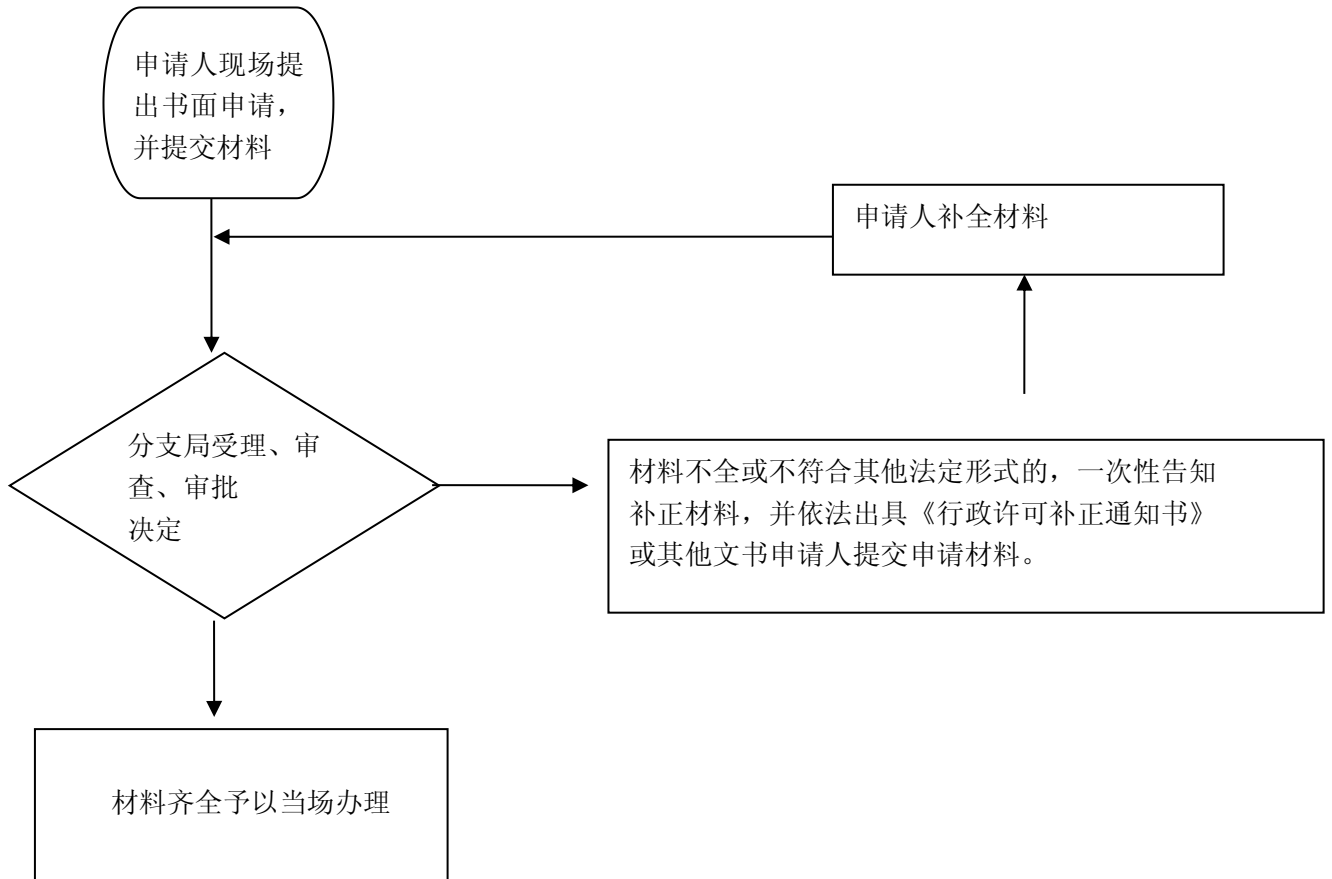 申请人现场提
出书面申请，
并提交材料
申请人补全材料
分支局受理、审
查、审批
决定
材料不全或不符合其他法定形式的，一次性告知
补正材料，并依法出具《行政许可补正通知书》
或其他文书申请人提交申请材料。
材料齐全予以当场办理